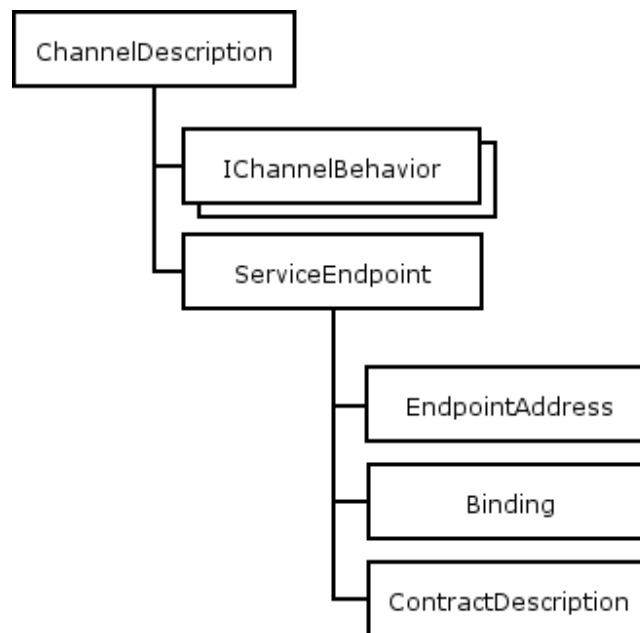 ChannelDescription
IChannelBehavior
ServiceEndpoint
EndpointAddress
Binding
ContractDescription